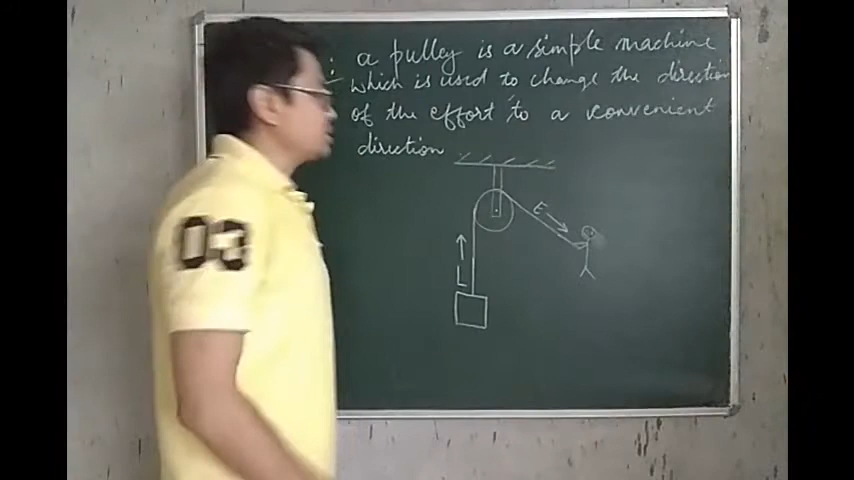 : a pulley is a simple machine
which is used to change the direction
of the effort to a convenient
direction
E
L
03